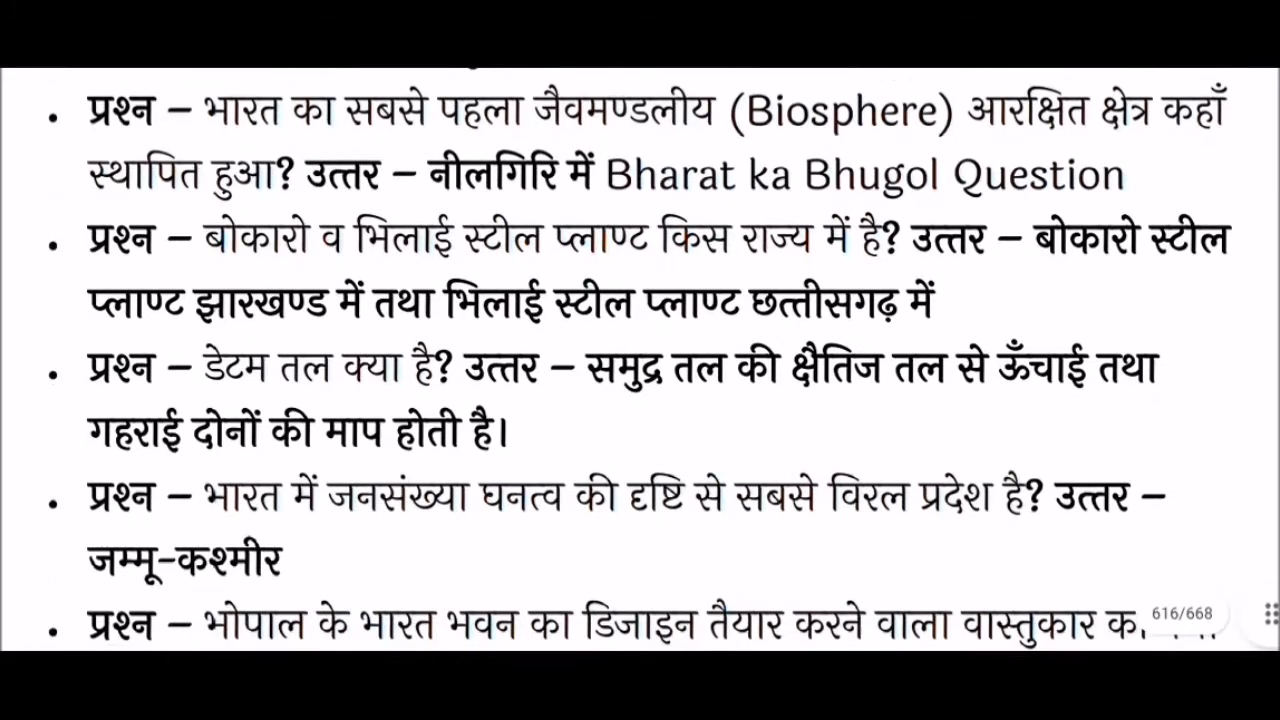 • प्रश्न – भारत का सबसे पहला जैवमण्डलीय (Biosphere) आरक्षित क्षेत्र कहाँ
स्थापित हुआ? उत्तर – नीलगिरि में Bharat ka Bhugol Question
• प्रश्न – बोकारो व भिलाई स्टील प्लाण्ट किस राज्य में है? उत्तर – बोकारो स्टील
प्लाण्ट झारखण्ड में तथा भिलाई स्टील प्लाण्ट छत्तीसगढ़ में
• प्रश्न – डेटम तल क्या है? उत्तर – समुद्र तल की क्षैतिज तल से ऊँचाई तथा
गहराई दोनों की माप होती है।
• प्रश्न – भारत में जनसंख्या घनत्व की दृष्टि से सबसे विरल प्रदेश है? उत्तर –
जम्मू-कश्मीर
• प्रश्न – भोपाल के भारत भवन का डिजाइन तैयार करने वाला वास्तुकार
616/668